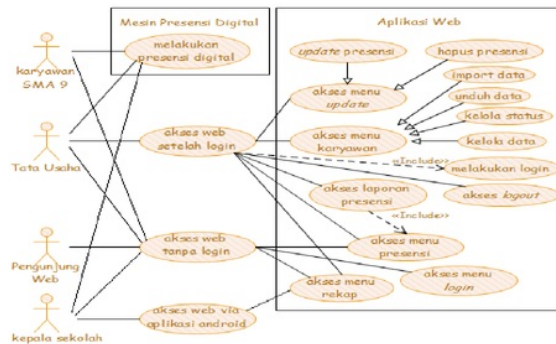 Mesin Presensi Digital
Aplikasi Web
melakukan
presensi digital
karyawan
SMA 9
update presensi
hapus presensi
import data
akses menu
update
unduh data
kelola status
akses web
setelah login
akses menu
karyawan
kelola data
Tata Usaha
«Include»>
melakukan login
akses laporan
presensi
akses logout
«Include»>
akses web
tanpa login
akses menu
presensi
Pengunjung
Web
akses menu
rekap
akses menu
login
akses web via
aplikasi android
kepala sekolah